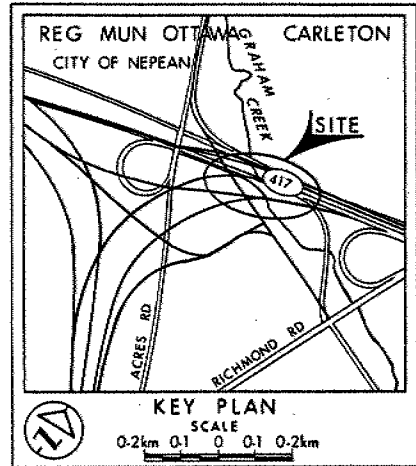 REG MUN OTTAWA CARLETON
CITY OF NEPEAN
GRAHAM CREEK
SITE
417
ACRES RD
RICHMOND RD
KEY PLAN
SCALE
0·2km 0·1 0 0·1 0·2km
Z